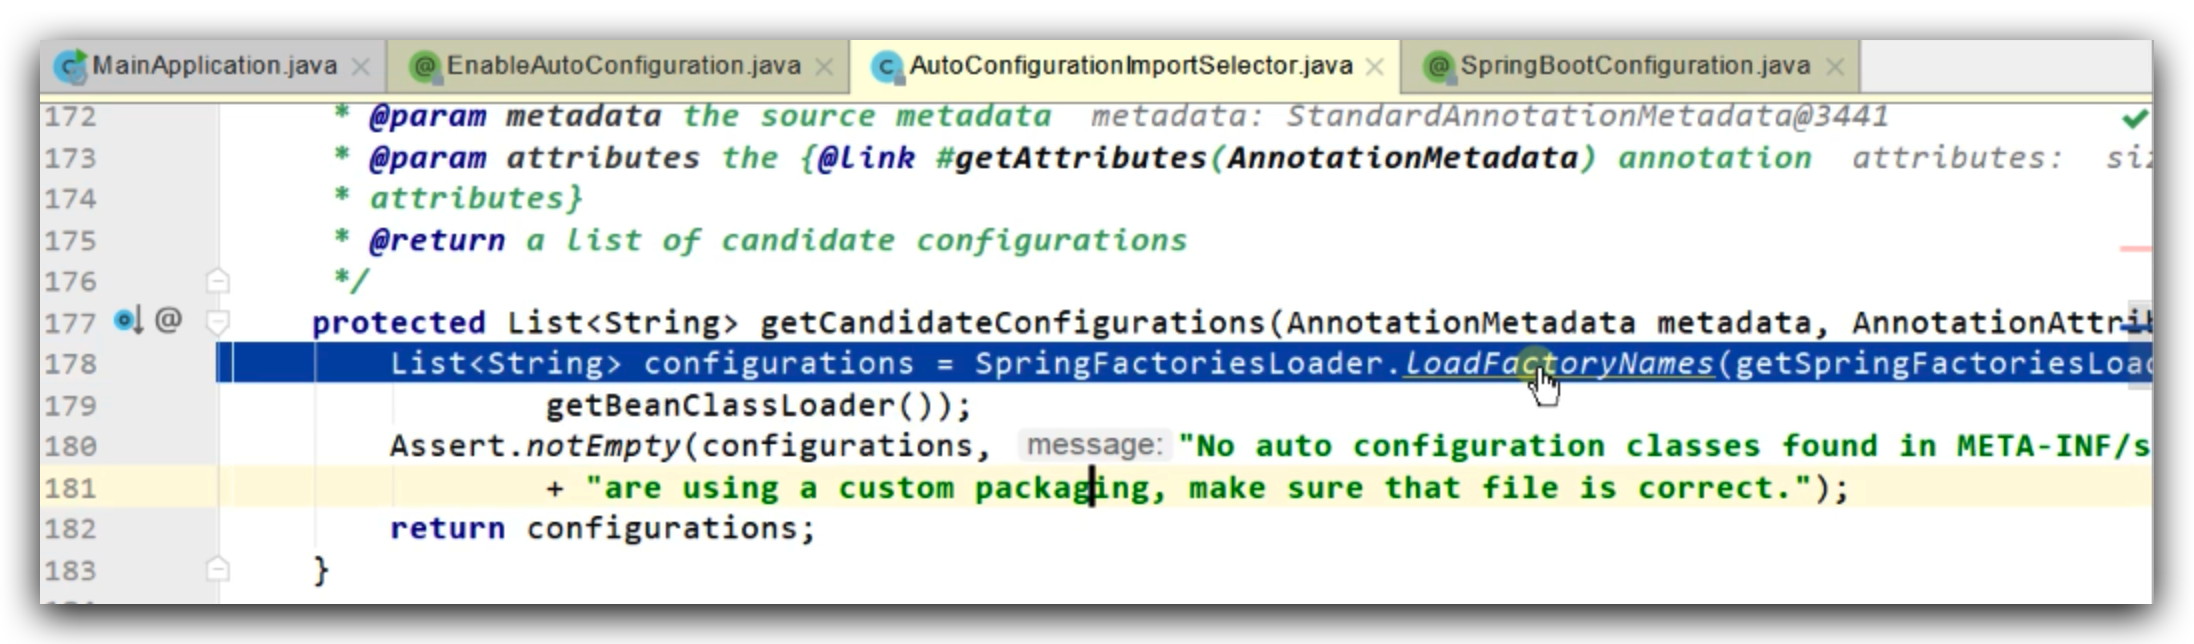 MainApplication.java EnableAutoConfiguration.java AutoConfigurationImportSelector.java SpringBootConfiguration.java
172 * @param metadata the source metadata metadata: StandardAnnotationMetadata@3441
173 * @param attributes the {@link #getAttributes(AnnotationMetadata) annotation attributes: siz
174 * attributes}
175 * @return a list of candidate configurations
176 */
177 @ protected List<String> getCandidateConfigurations(AnnotationMetadata metadata, AnnotationAttrib
178 List<String> configurations = SpringFactoriesLoader.loadFactoryNames(getSpringFactoriesLoad
179 getBeanClassLoader());
180 Assert.notEmpty(configurations, message: "No auto configuration classes found in META-INF/s
181 + "are using a custom packaging, make sure that file is correct.");
182 return configurations;
183 }